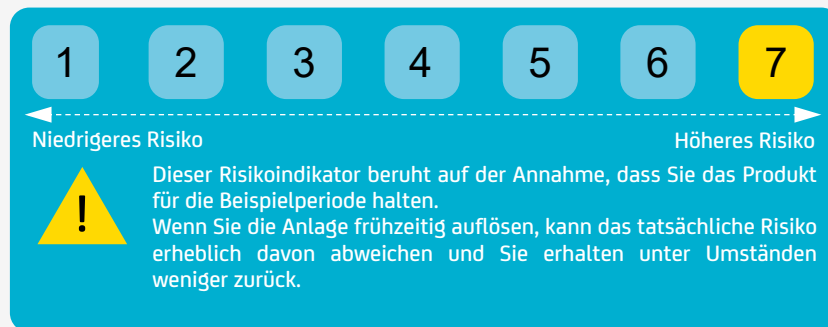 1 2 3 4 5 6 7
Niedrigeres Risiko Höheres Risiko
Dieser Risikoindikator beruht auf der Annahme, dass Sie das Produkt
für die Beispielperiode halten.
Wenn Sie die Anlage frühzeitig auflösen, kann das tatsächliche Risiko
erheblich davon abweichen und Sie erhalten unter Umständen
weniger zurück.
!